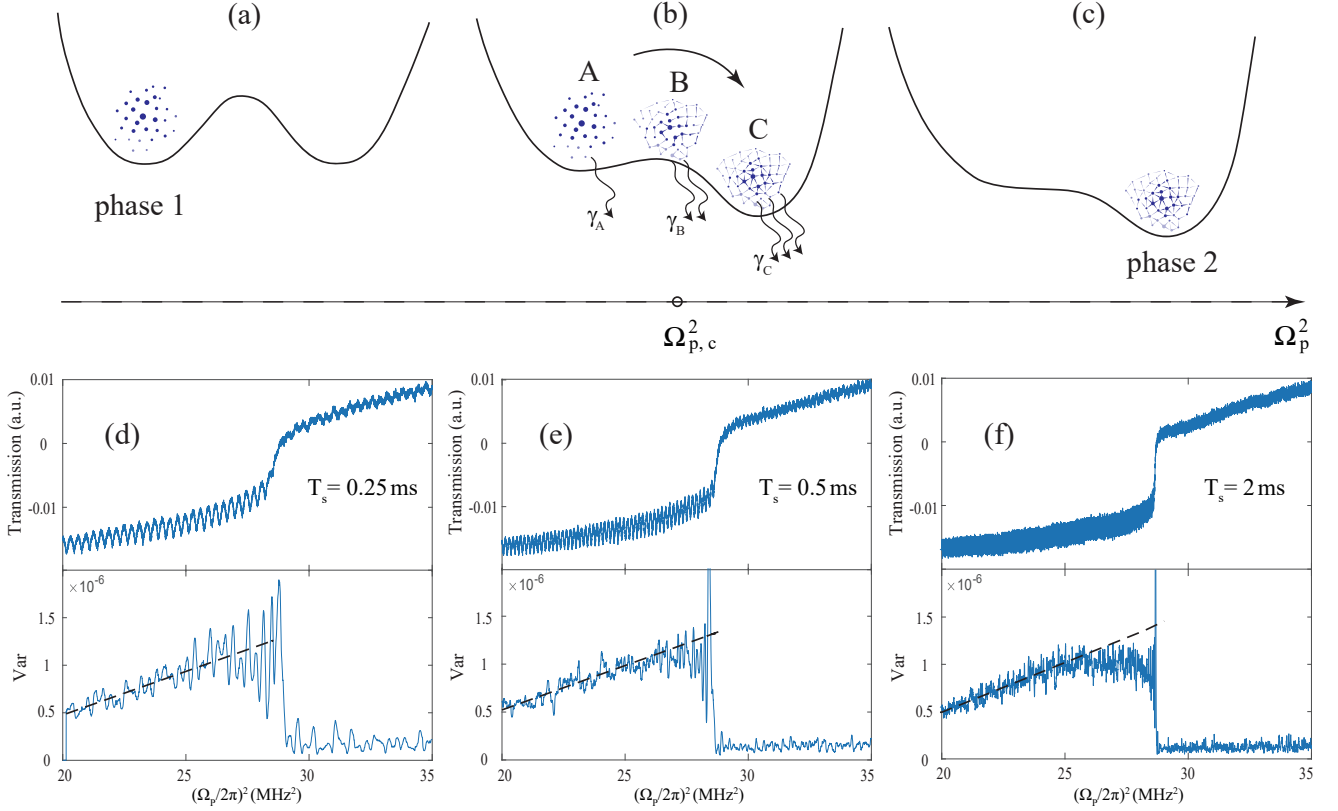 (a)
(b)
(c)
A
B
C
phase 1
γA
γB
γC
phase 2
Ω²p, c
Ω²p
0.01
0
-0.01
Transmission (a.u.)
(d)
Ts = 0.25 ms
0.01
0
-0.01
Transmission (a.u.)
(e)
Ts = 0.5 ms
0.01
0
-0.01
Transmission (a.u.)
(f)
Ts = 2 ms
×10⁻⁶
1.5
1
0.5
0
Var
20 25 30 35
(Ωp/2π)² (MHz²)
×10⁻⁶
1.5
1
0.5
0
Var
20 25 30 35
(Ωp/2π)² (MHz²)
×10⁻⁶
1.5
1
0.5
0
Var
20 25 30 35
(Ωp/2π)² (MHz²)